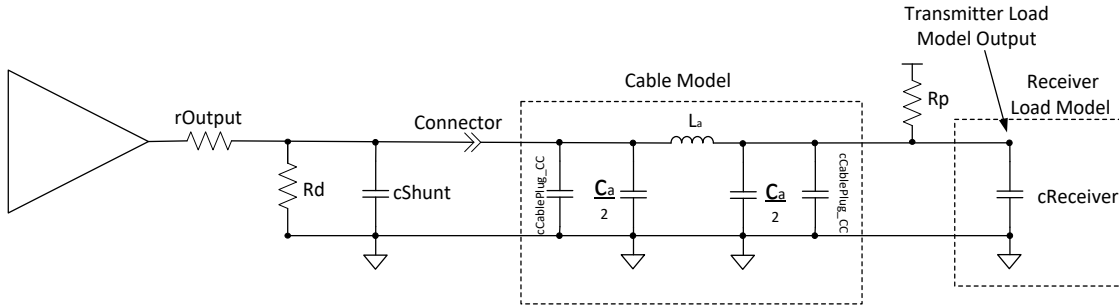 Transmitter Load
Model Output
Receiver
Load Model
Cable Model
Rp
rOutput
Connector
La
Rd
cShunt
cCablePlug_CC
Ca
2
Ca
2
cCablePlug_CC
cReceiver